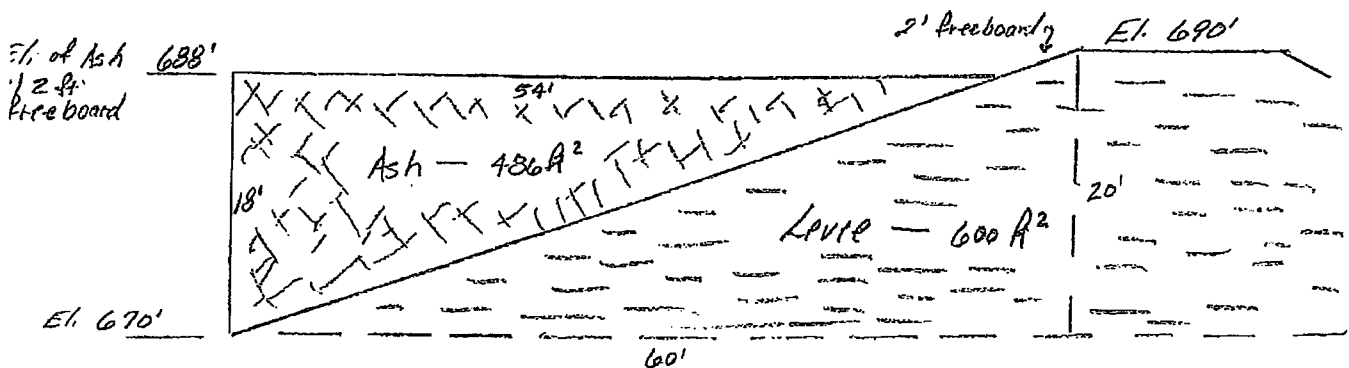 2' freeboard
El. 690'
El. of Ash 688'
2 ft.
freeboard
54'
Ash — 486 ft²
18'
20'
Levee — 600 ft²
El. 670'
60'